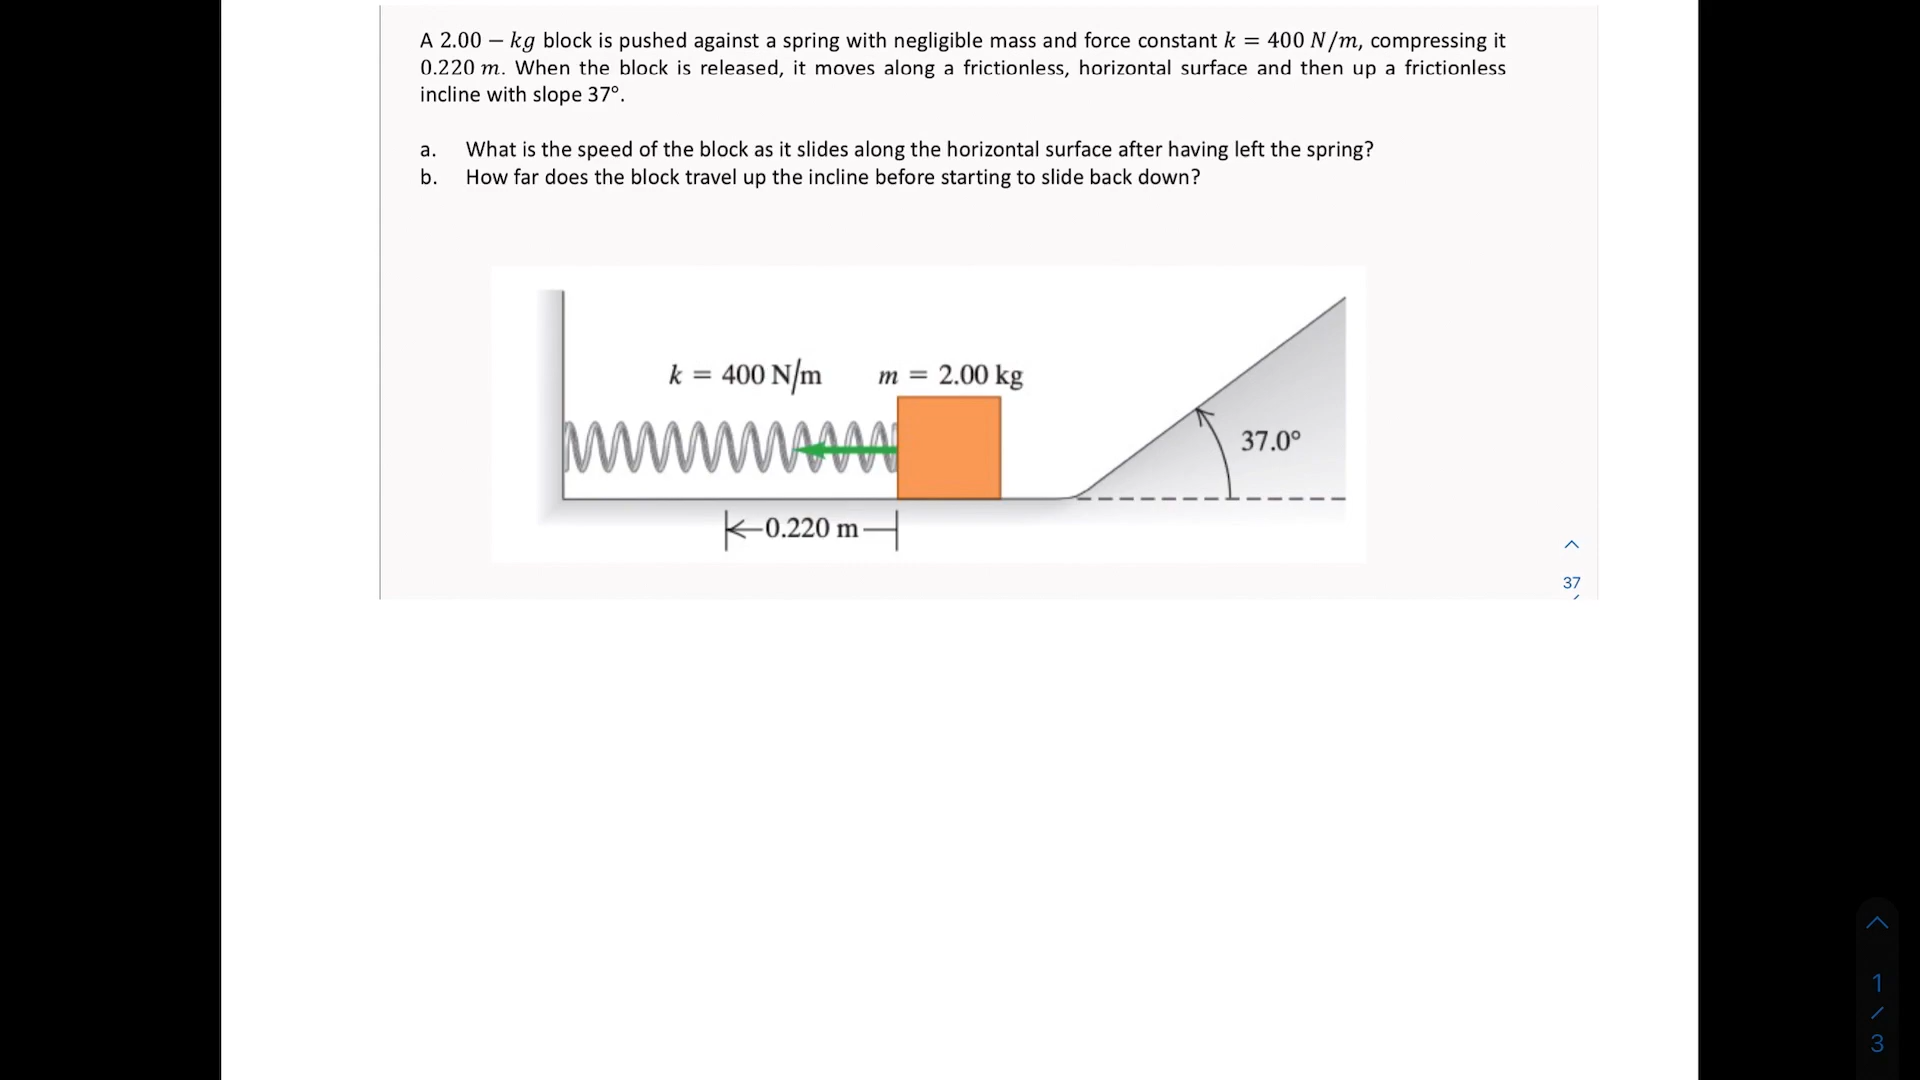 A 2.00 – kg block is pushed against a spring with negligible mass and force constant k = 400 N/m, compressing it
0.220 m. When the block is released, it moves along a frictionless, horizontal surface and then up a frictionless
incline with slope 37°.
a. What is the speed of the block as it slides along the horizontal surface after having left the spring?
b. How far does the block travel up the incline before starting to slide back down?
k = 400 N/m m = 2.00 kg
37.0°
0.220 m
37
1
/
3